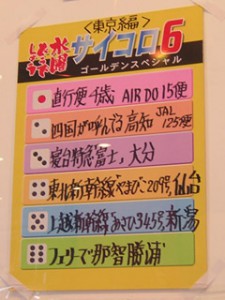 <東京編>
水曜どうでしょう
サイコロ6
ゴールデンスペシャル
直行便千歳 AIR DO 15便
四国が呼んでる高知 JAL 125便
寝台特急"富士"大分
東北新幹線"やまびこ209号"仙台
上越新幹線"あさひ345号"新潟
フェリーで那智勝浦